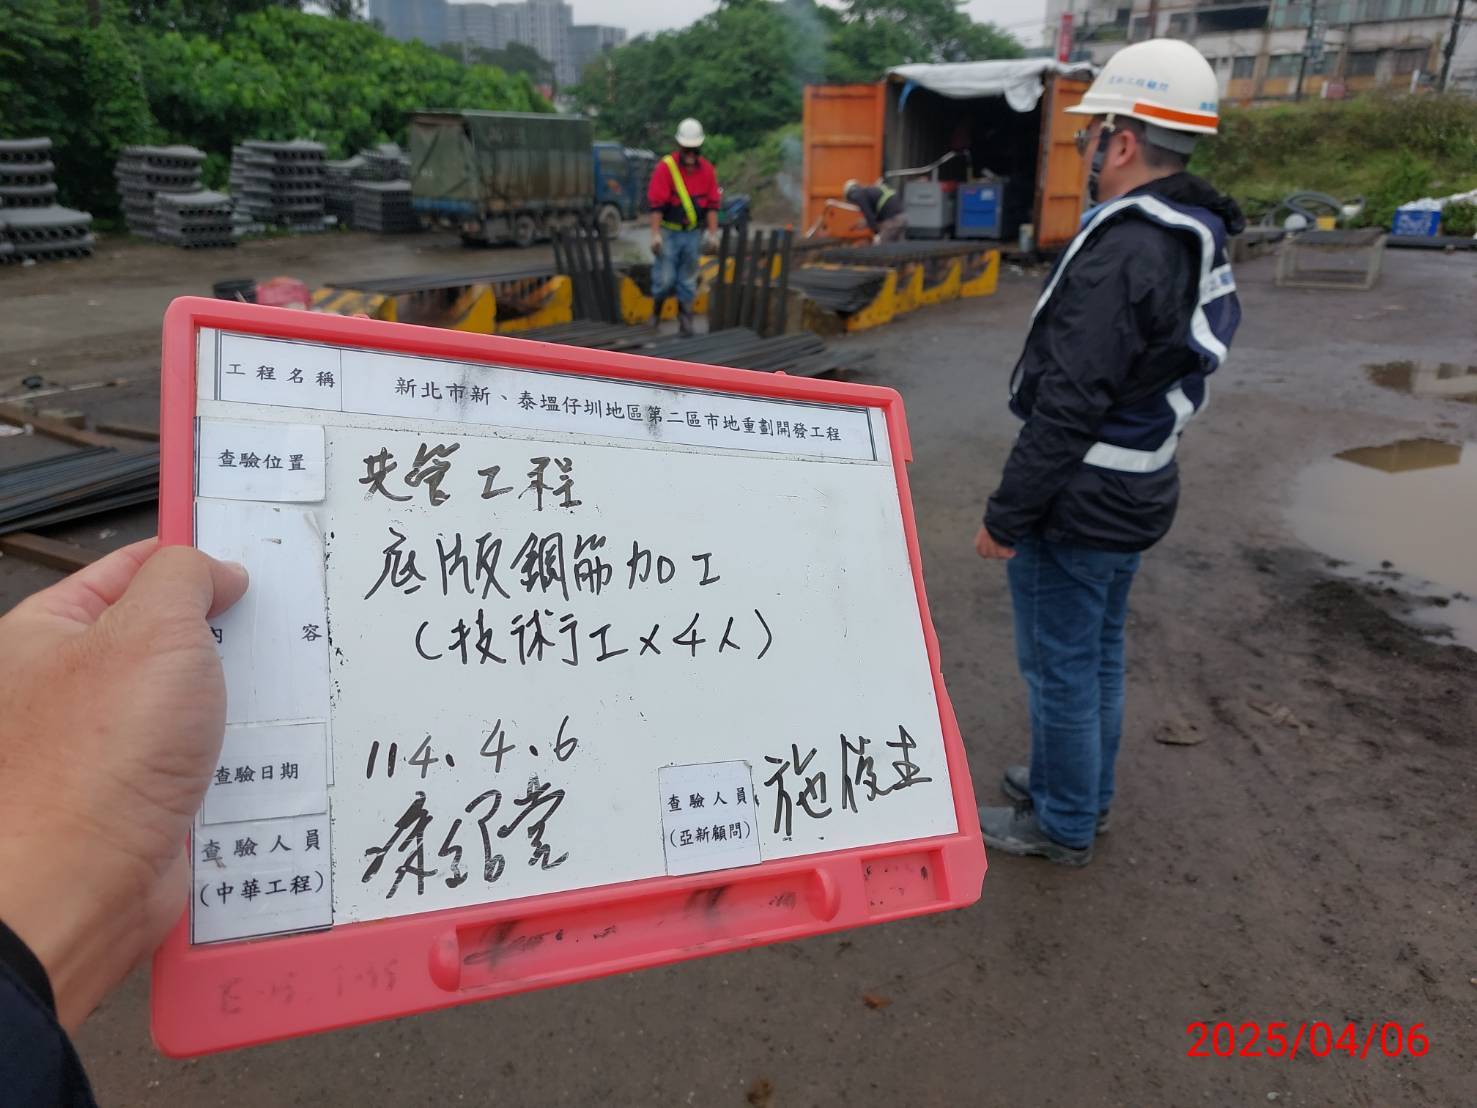 工程名稱 新北市新、泰塭仔圳地區第二區市地重劃開發工程
查驗位置 共管工程
內容 底版鋼筋加工
(技術工×4人)
查驗日期 114.4.6
查驗人員 (中華工程)
查驗人員 (亞新顧問) 施俊圭
2025/04/06